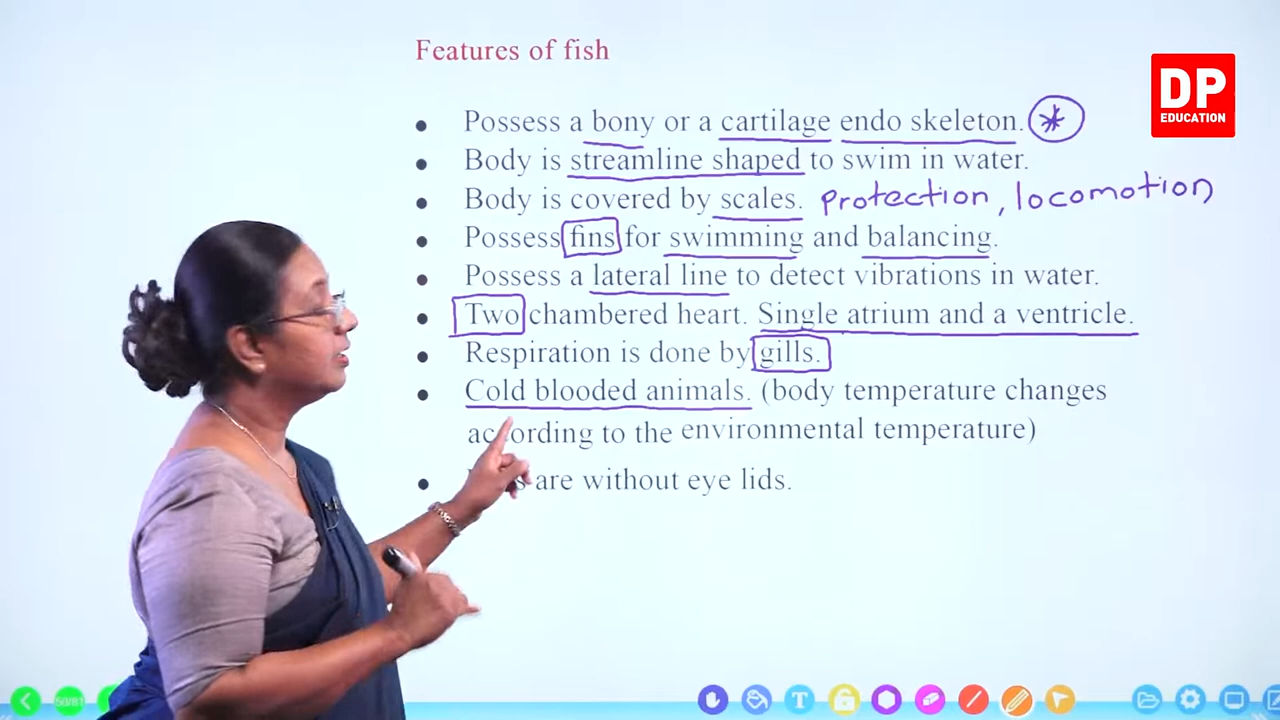 Features of fish
DP
EDUCATION
Possess a bony or a cartilage endo skeleton. *
Body is streamline shaped to swim in water.
Body is covered by scales. protection, locomotion
Possess fins for swimming and balancing.
Possess a lateral line to detect vibrations in water.
Two chambered heart. Single atrium and a ventricle.
Respiration is done by gills.
Cold blooded animals. (body temperature changes
according to the environmental temperature)
are without eye lids.
58/81
T